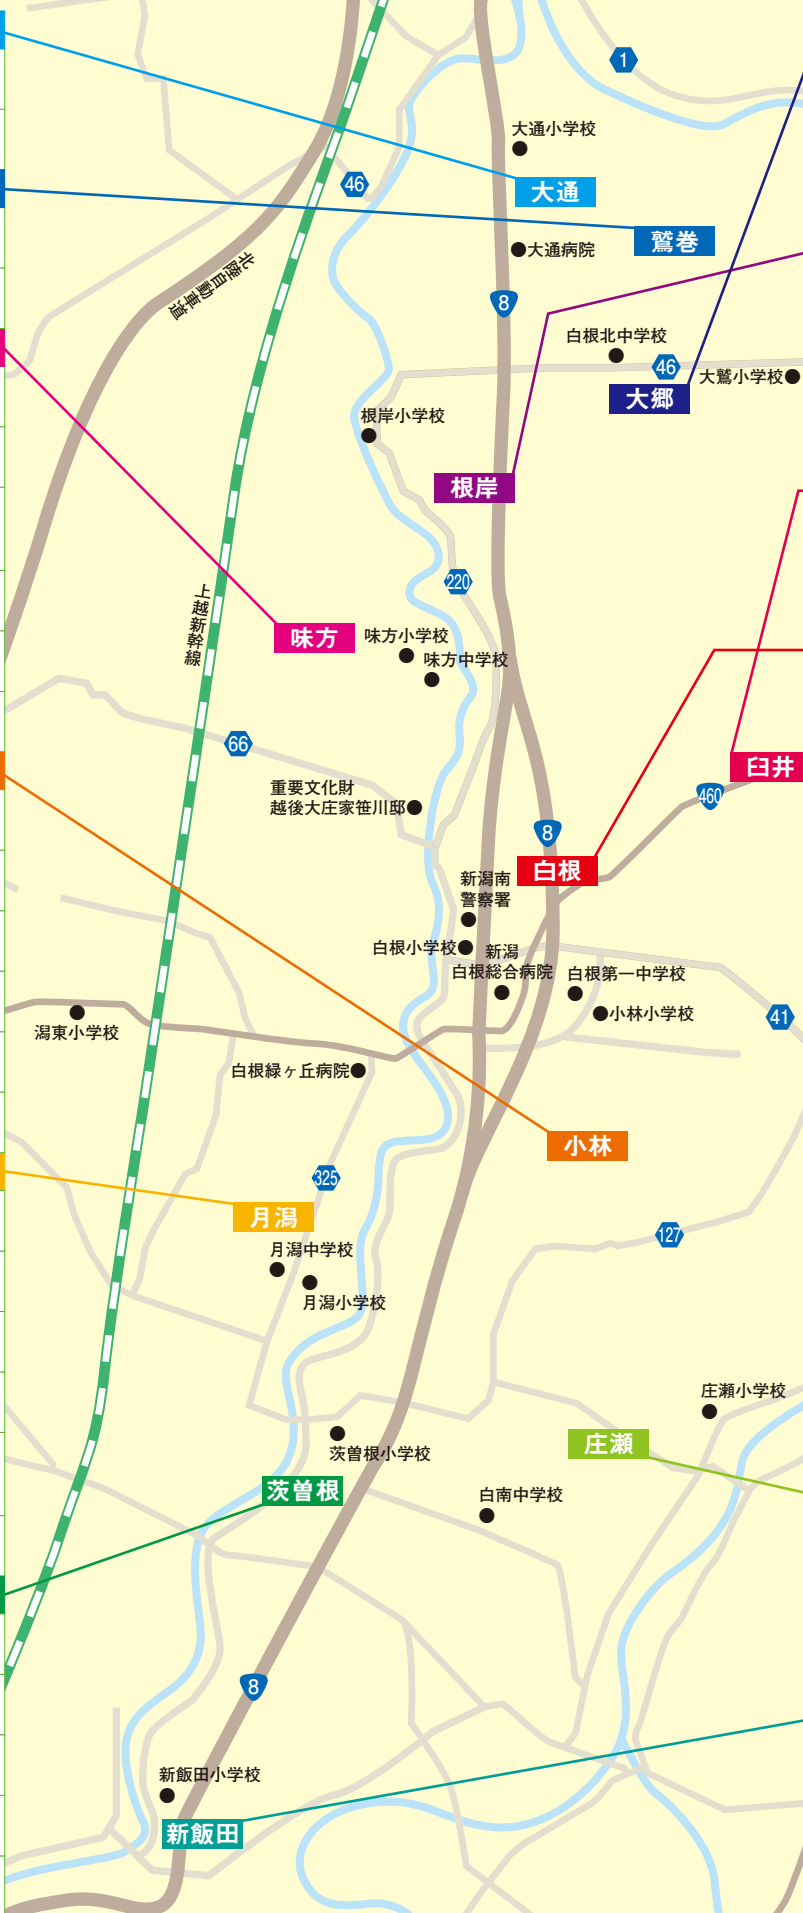 1
大通小学校
46
大通
鷲巻
大通病院
北陸自動車道
8
白根北中学校
46
大鷲小学校
大郷
根岸小学校
根岸
220
上越新幹線
味方
味方小学校
味方中学校
66
重要文化財
越後大庄家笹川邸
臼井
460
8
白根
新潟南
警察署
白根小学校
新潟
白根総合病院
白根第一中学校
小林小学校
41
潟東小学校
白根緑ヶ丘病院
小林
325
月潟
127
月潟中学校
月潟小学校
庄瀬小学校
庄瀬
茨曽根小学校
茨曽根
白南中学校
8
新飯田小学校
新飯田